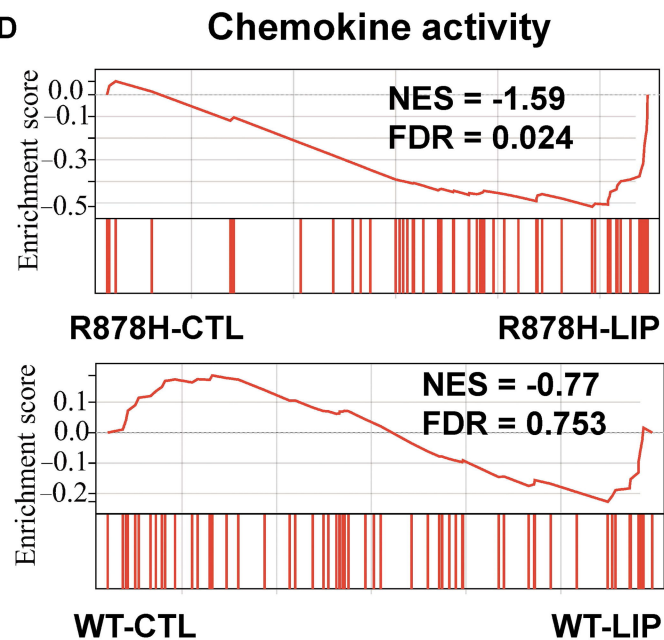 D
Chemokine activity
Enrichment score
0.0
−0.1
−0.3
−0.5
NES = -1.59
FDR = 0.024
R878H-CTL
R878H-LIP
Enrichment score
0.1
0.0
−0.1
−0.2
NES = -0.77
FDR = 0.753
WT-CTL
WT-LIP